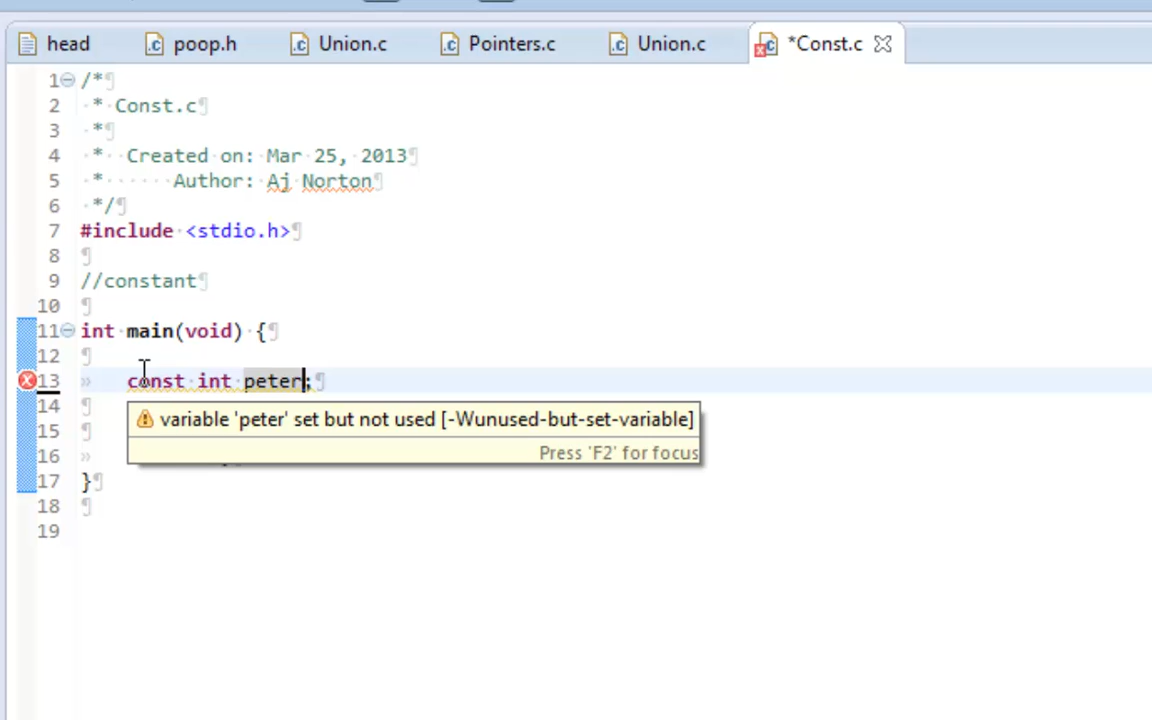 head poop.h Union.c Pointers.c Union.c *Const.c
1 /*
2 * Const.c
3 *
4 * Created on: Mar 25, 2013
5 * Author: Aj Norton
6 */
7 #include <stdio.h>
8
9 //constant
10
11 int main(void) {
12
13 const int peter;
variable 'peter' set but not used [-Wunused-but-set-variable]
Press 'F2' for focus
14
15
16
17 }
18
19